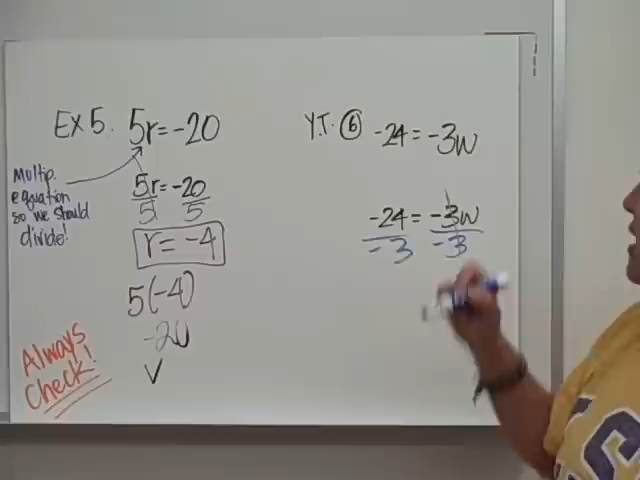 Ex 5. 5r = -20
Multip.
equation
so we should
divide!
5r = -20
5 5
r = -4
5(-4)
-20
✓
Always
Check!
Y.T. ⑥ -24 = -3w
-24 = -3w
-3 -3